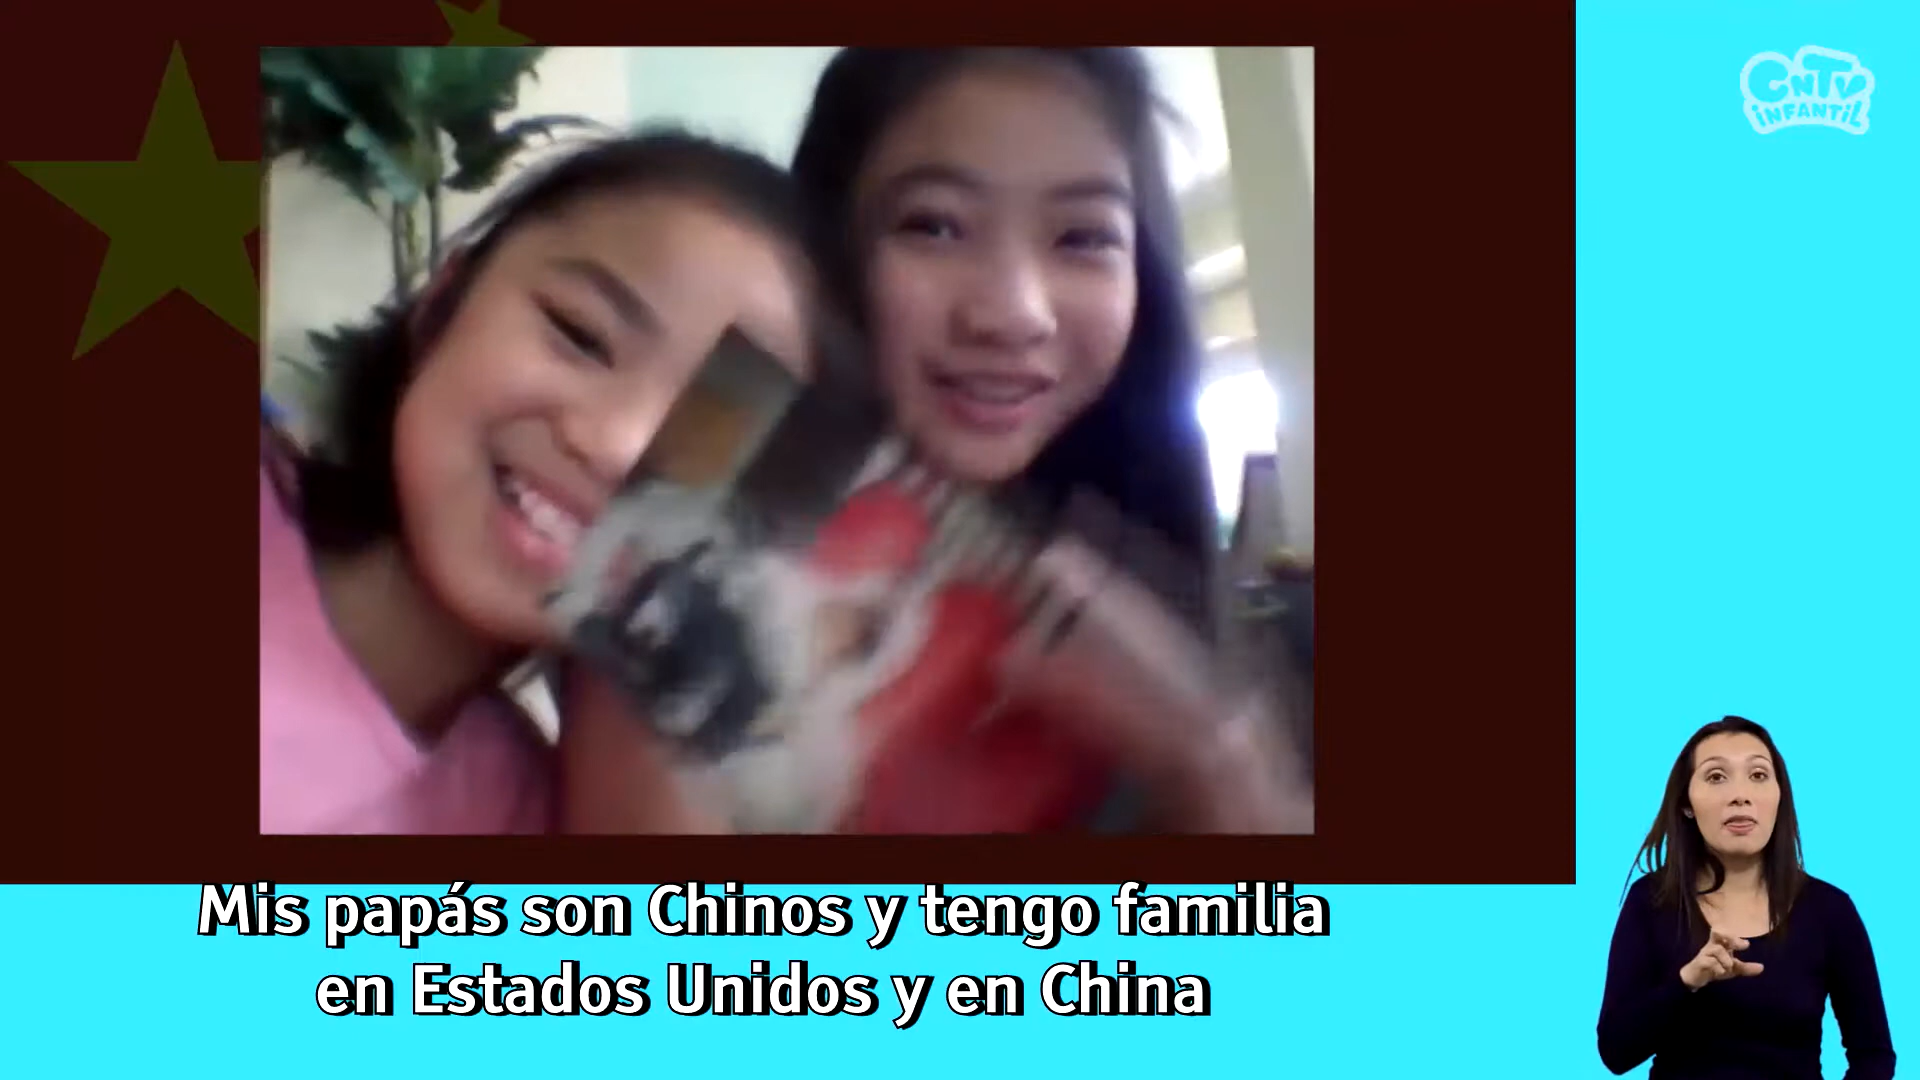 CNTV
INFANTIL
Mis papás son Chinos y tengo familia
en Estados Unidos y en China